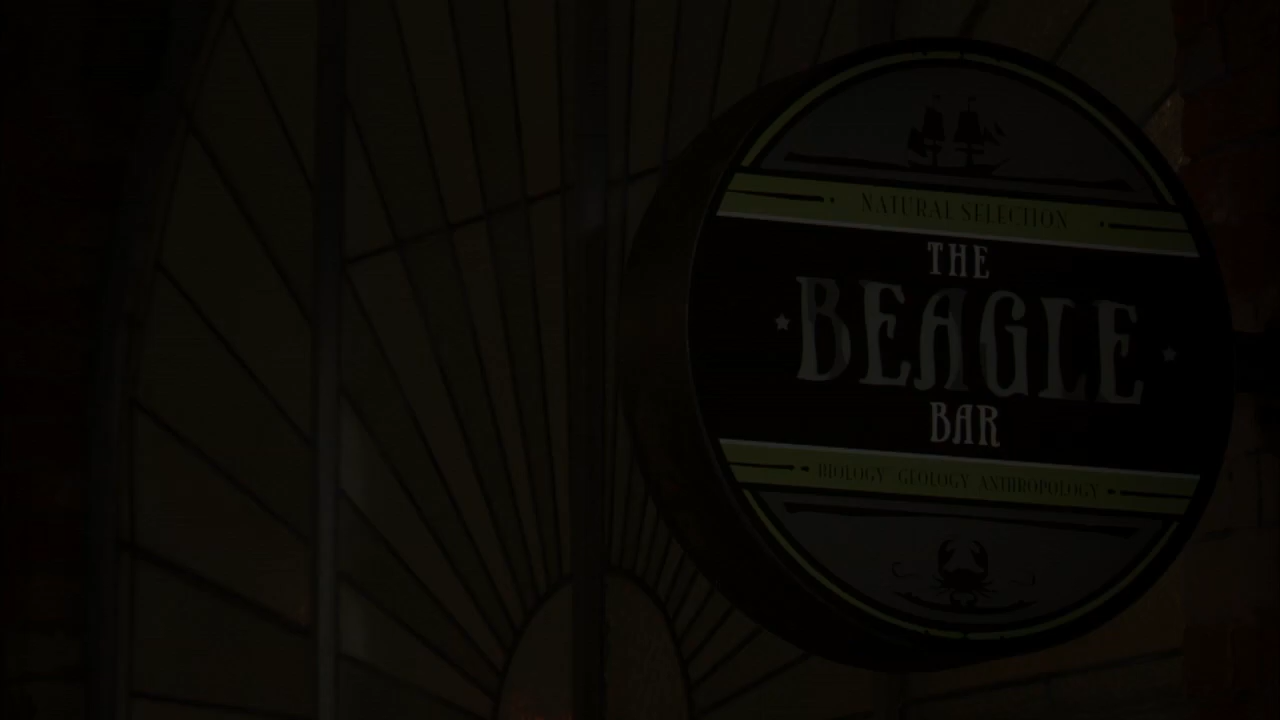 NATURAL SELECTION
THE
BEAGLE
BAR
BIOLOGY GEOLOGY ANTHROPOLOGY